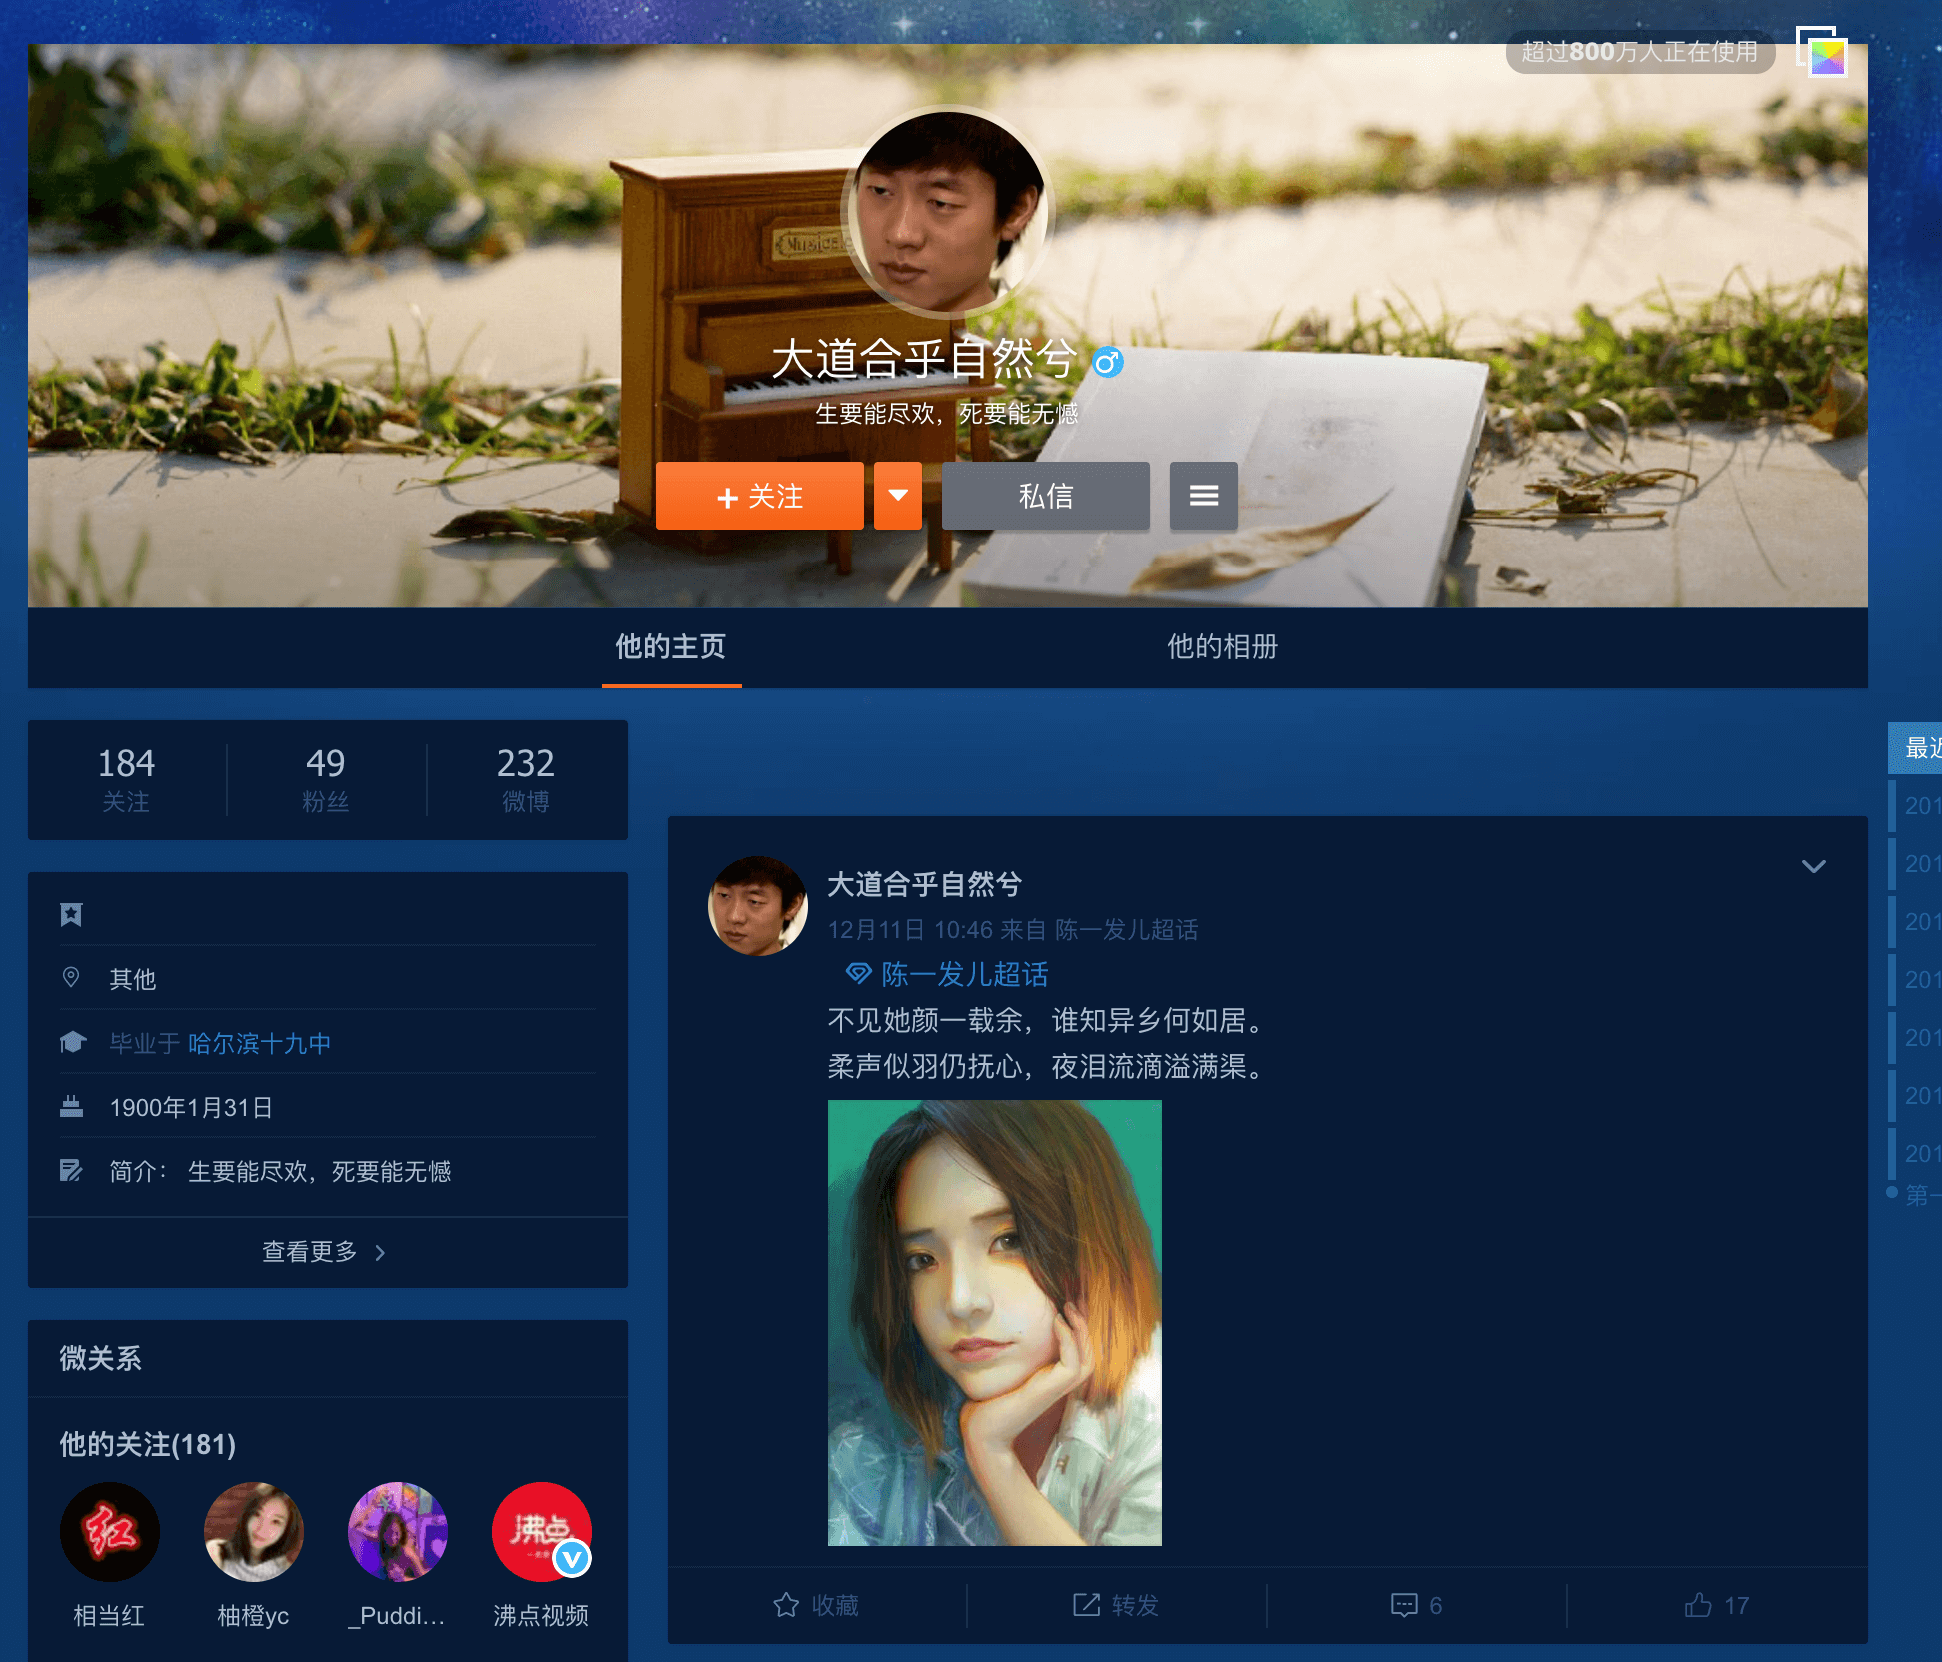 超过800万人正在使用
大道合乎自然兮
生要能尽欢，死要能无憾
+ 关注
私信
他的主页
他的相册
184
关注
49
粉丝
232
微博
其他
毕业于 哈尔滨十九中
1900年1月31日
简介： 生要能尽欢，死要能无憾
查看更多
微关系
他的关注(181)
相当红
柚橙yc
_Puddi…
沸点视频
红
沸点
大道合乎自然兮
12月11日 10:46 来自 陈一发儿超话
陈一发儿超话
不见她颜一载余，谁知异乡何如居。
柔声似羽仍抚心，夜泪流滴溢满渠。
收藏
转发
6
17
最近
201
201
201
201
201
201
201
第一